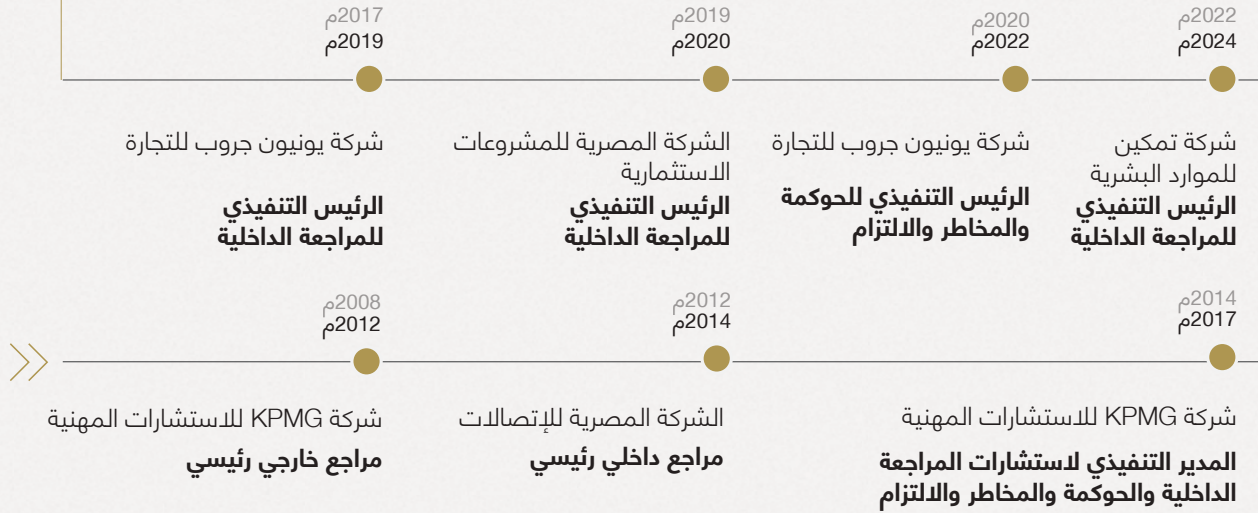 2022م
2024م
شركة تمكين
للموارد البشرية
الرئيس التنفيذي
للمراجعة الداخلية
2020م
2022م
شركة يونيون جروب للتجارة
الرئيس التنفيذي للحوكمة
والمخاطر والالتزام
2019م
2020م
الشركة المصرية للمشروعات
الاستثمارية
الرئيس التنفيذي
للمراجعة الداخلية
2017م
2019م
شركة يونيون جروب للتجارة
الرئيس التنفيذي
للمراجعة الداخلية
2014م
2017م
شركة KPMG للاستشارات المهنية
المدير التنفيذي لاستشارات المراجعة
الداخلية والحوكمة والمخاطر والالتزام
2012م
2014م
الشركة المصرية للإتصالات
مراجع داخلي رئيسي
2008م
2012م
شركة KPMG للاستشارات المهنية
مراجع خارجي رئيسي